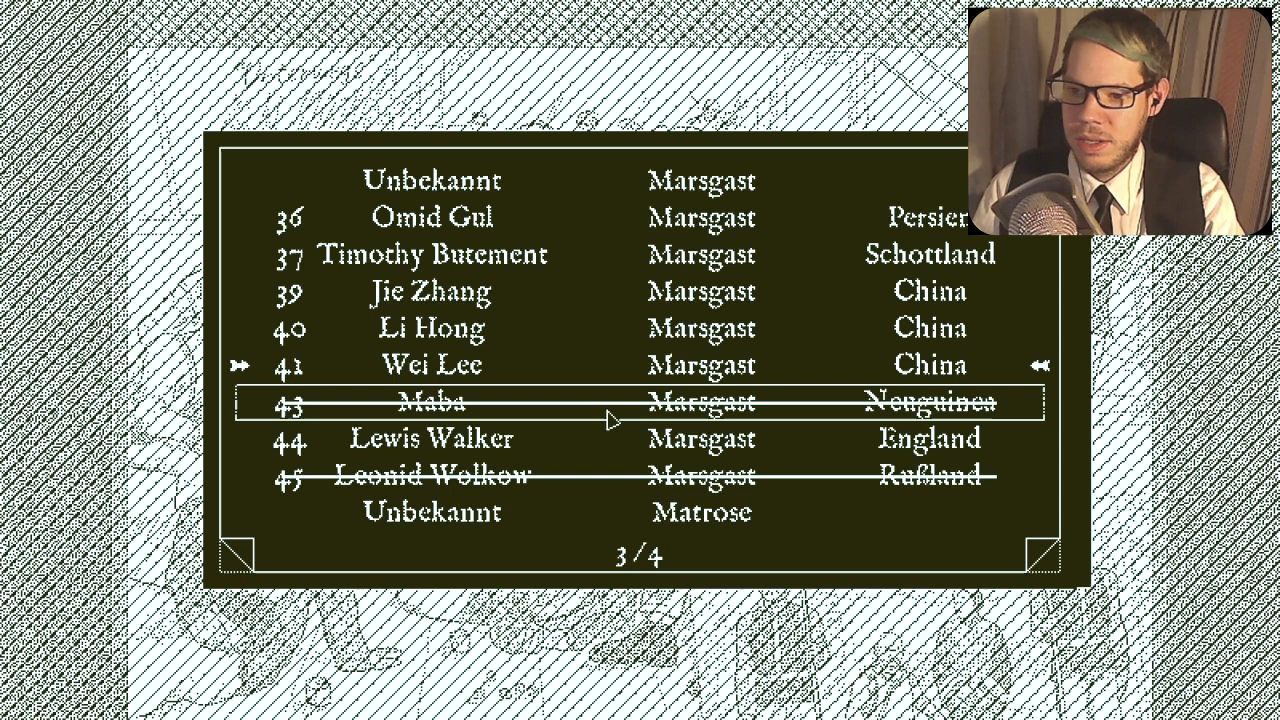 Unbekannt Marsgast
36 Omid Gul Marsgast Persien
37 Timothy Butement Marsgast Schottland
39 Jie Zhang Marsgast China
40 Li Hong Marsgast China
41 Wei Lee Marsgast China
43 Maba Marsgast Neuguinea
44 Lewis Walker Marsgast England
45 Leonid Wolkow Marsgast Rußland
Unbekannt Matrose
3/4